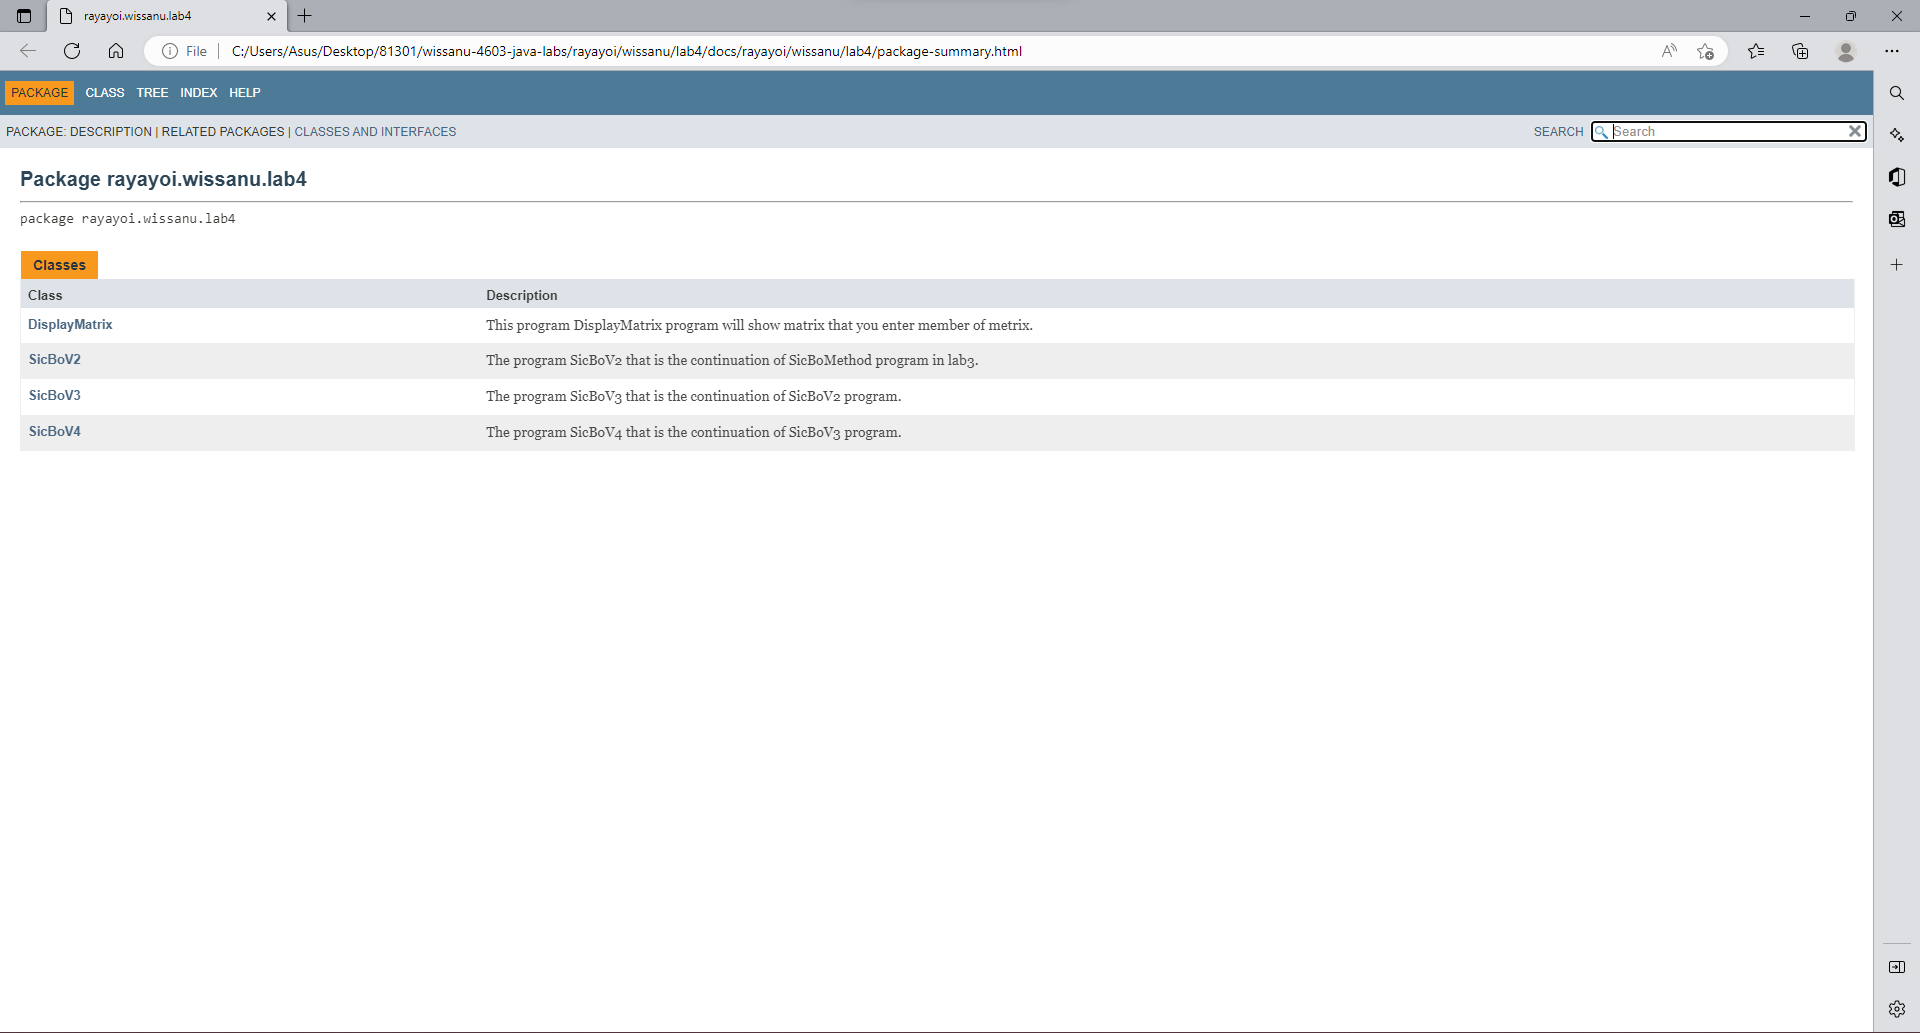 rayayoi.wissanu.lab4
File C:/Users/Asus/Desktop/81301/wissanu-4603-java-labs/rayayoi/wissanu/lab4/docs/rayayoi/wissanu/lab4/package-summary.html
PACKAGE CLASS TREE INDEX HELP
PACKAGE: DESCRIPTION | RELATED PACKAGES | CLASSES AND INTERFACES SEARCH Search
Package rayayoi.wissanu.lab4
package rayayoi.wissanu.lab4
Classes
Class Description
DisplayMatrix This program DisplayMatrix program will show matrix that you enter member of metrix.
SicBoV2 The program SicBoV2 that is the continuation of SicBoMethod program in lab3.
SicBoV3 The program SicBoV3 that is the continuation of SicBoV2 program.
SicBoV4 The program SicBoV4 that is the continuation of SicBoV3 program.